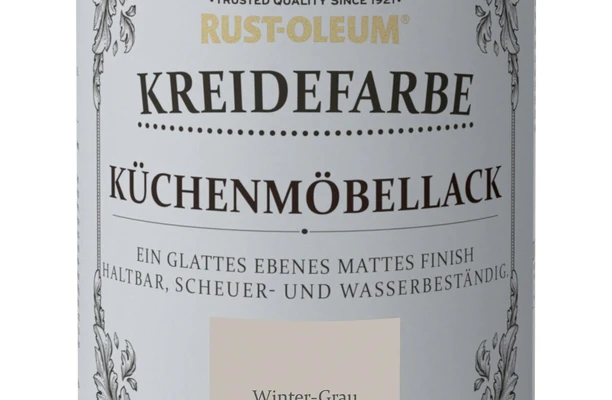 TRUSTED QUALITY SINCE 1921
RUST-OLEUM®
KREIDEFARBE
KÜCHENMÖBELLACK
EIN GLATTES EBENES MATTES FINISH
HALTBAR, SCHEUER- UND WASSERBESTÄNDIG.
Winter-Grau